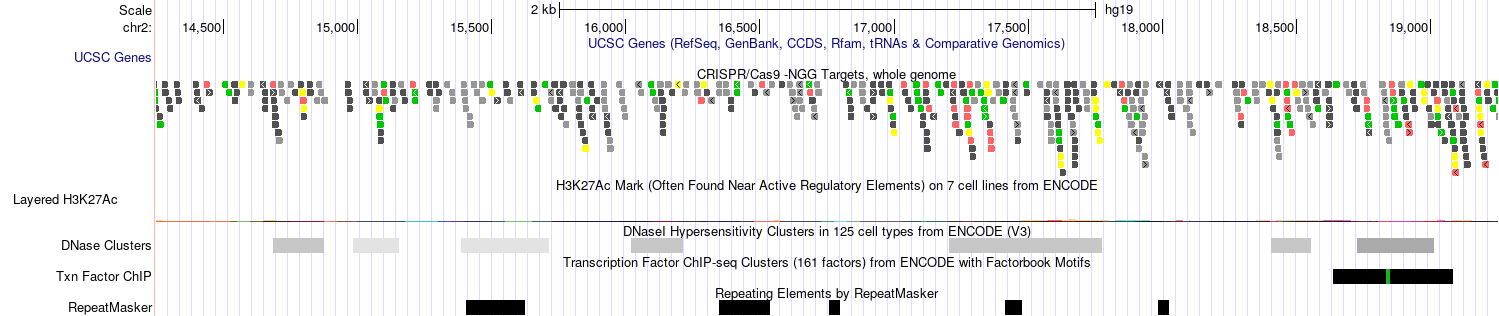 Scale 2 kb hg19
chr2: 14,500 15,000 15,500 16,000 16,500 17,000 17,500 18,000 18,500 19,000
UCSC Genes (RefSeq, GenBank, CCDS, Rfam, tRNAs & Comparative Genomics)
UCSC Genes
CRISPR/Cas9 -NGG Targets, whole genome
H3K27Ac Mark (Often Found Near Active Regulatory Elements) on 7 cell lines from ENCODE
Layered H3K27Ac
DNaseI Hypersensitivity Clusters in 125 cell types from ENCODE (V3)
DNase Clusters
Transcription Factor ChIP-seq Clusters (161 factors) from ENCODE with Factorbook Motifs
Txn Factor ChIP
Repeating Elements by RepeatMasker
RepeatMasker